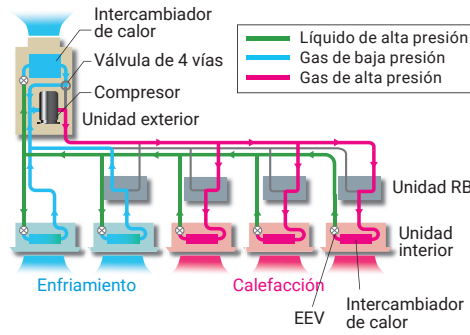 Intercambiador
de calor
Válvula de 4 vías
Compresor
Unidad exterior
Líquido de alta presión
Gas de baja presión
Gas de alta presión
Unidad RB
Unidad
interior
Enfriamiento
Calefacción
EEV
Intercambiador
de calor